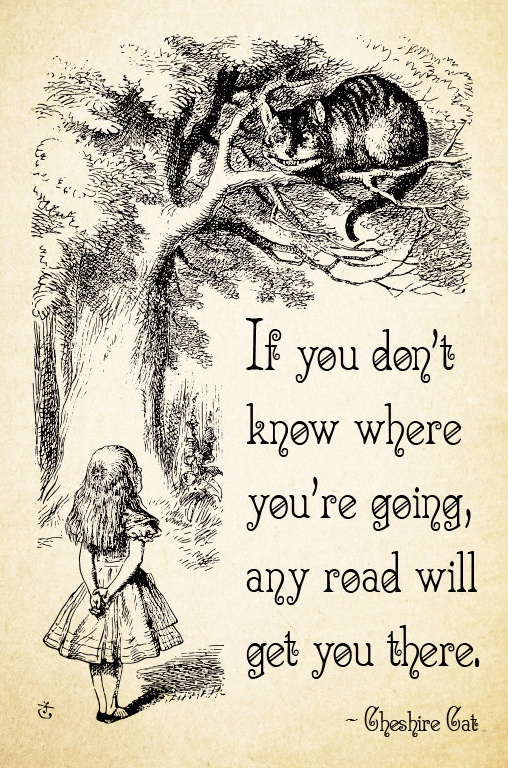 If you don't
know where
you're going,
any road will
get you there.
~ Cheshire Cat